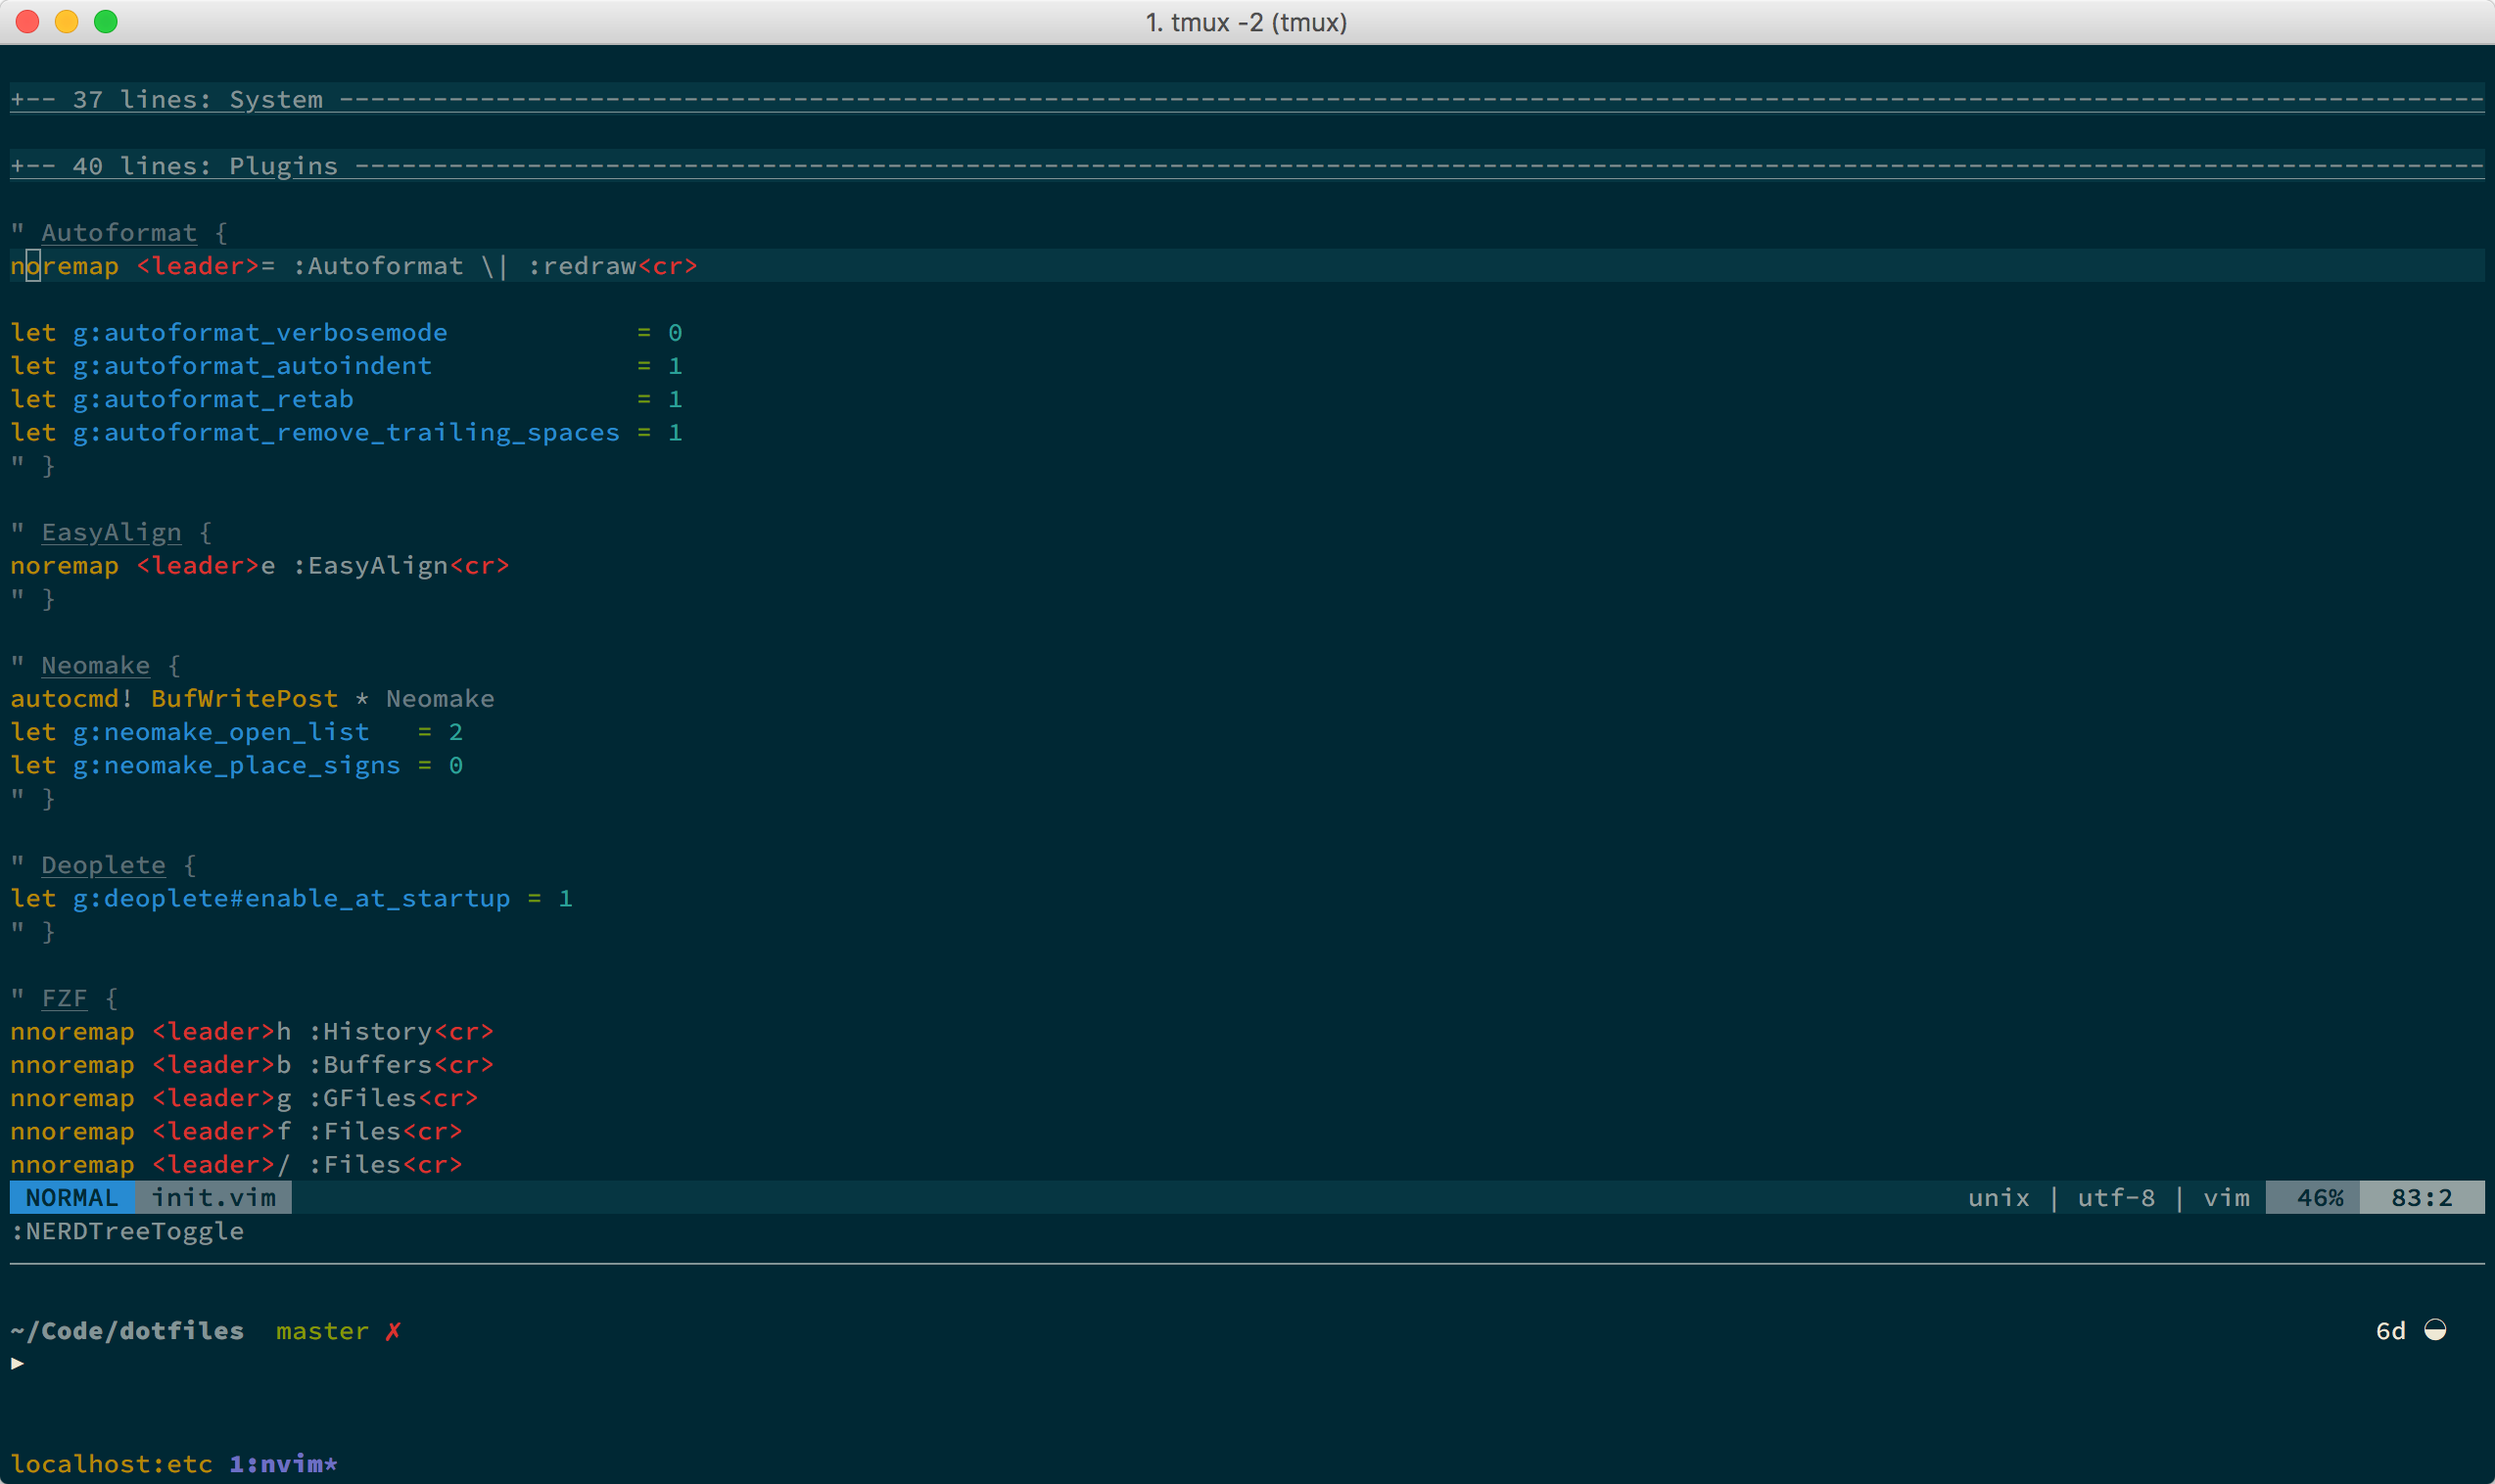 1. tmux -2 (tmux)
+-- 37 lines: System -----------------------------------------------------------------------------------------------------------------------------------------
+-- 40 lines: Plugins ----------------------------------------------------------------------------------------------------------------------------------------
" Autoformat {
noremap <leader>= :Autoformat \| :redraw<cr>
let g:autoformat_verbosemode            = 0
let g:autoformat_autoindent             = 1
let g:autoformat_retab                  = 1
let g:autoformat_remove_trailing_spaces = 1
" }
" EasyAlign {
noremap <leader>e :EasyAlign<cr>
" }
" Neomake {
autocmd! BufWritePost * Neomake
let g:neomake_open_list   = 2
let g:neomake_place_signs = 0
" }
" Deoplete {
let g:deoplete#enable_at_startup = 1
" }
" FZF {
nnoremap <leader>h :History<cr>
nnoremap <leader>b :Buffers<cr>
nnoremap <leader>g :GFiles<cr>
nnoremap <leader>f :Files<cr>
nnoremap <leader>/ :Files<cr>
NORMAL init.vim unix | utf-8 | vim 46% 83:2
:NERDTreeToggle
~/Code/dotfiles master ✗ 6d ◒
▶
localhost:etc 1:nvim*